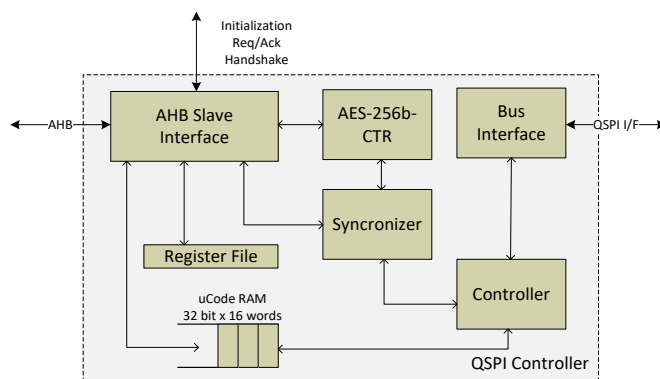 Initialization
Req/Ack
Handshake
AHB
AHB Slave
Interface
AES-256b-
CTR
Bus
Interface
QSPI I/F
Syncronizer
Register File
Controller
uCode RAM
32 bit x 16 words
QSPI Controller